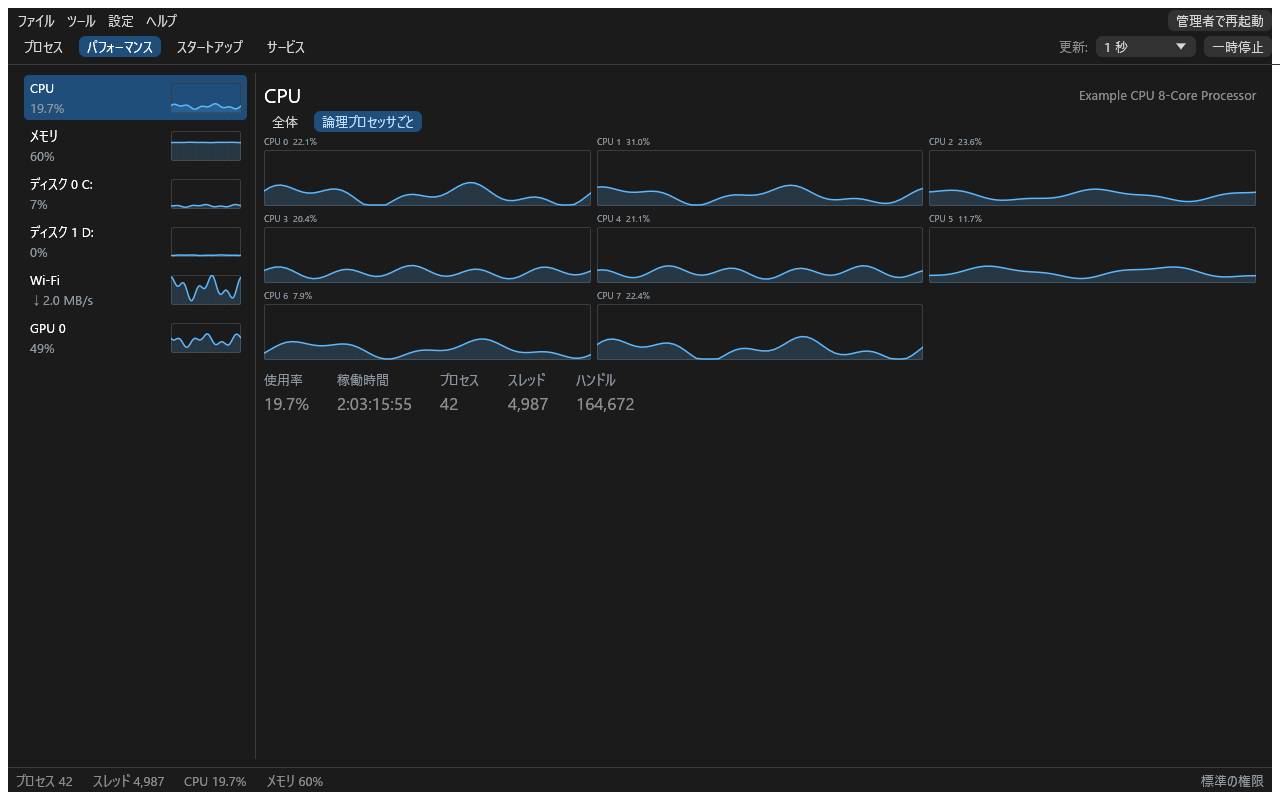 ファイル ツール 設定 ヘルプ 管理者で再起動
プロセス パフォーマンス スタートアップ サービス 更新: 1 秒 一時停止
CPU
19.7%
メモリ
60%
ディスク 0 C:
7%
ディスク 1 D:
0%
Wi-Fi
↓ 2.0 MB/s
GPU 0
49%
CPU Example CPU 8-Core Processor
全体 論理プロセッサごと
CPU 0 22.1% CPU 1 31.0% CPU 2 23.6%
CPU 3 20.4% CPU 4 21.1% CPU 5 11.7%
CPU 6 7.9% CPU 7 22.4%
使用率 稼働時間 プロセス スレッド ハンドル
19.7% 2:03:15:55 42 4,987 164,672
プロセス 42 スレッド 4,987 CPU 19.7% メモリ 60% 標準の権限